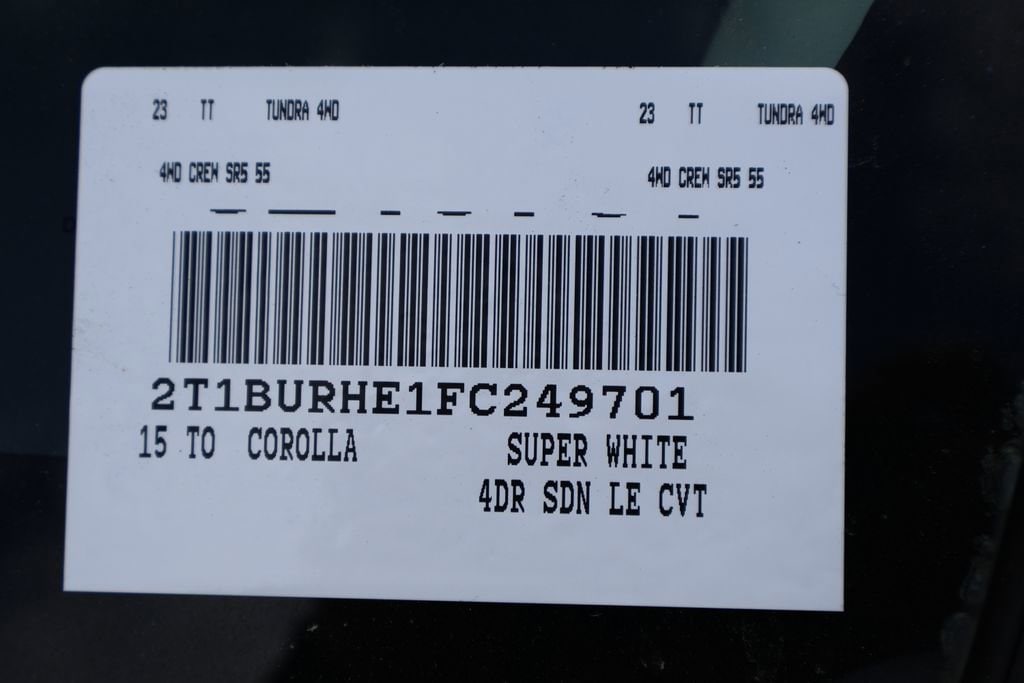 23 TT TUNDRA 4WD 23 TT TUNDRA 4WD
4WD CREW SR5 55 4WD CREW SR5 55
2T1BURHE1FC249701
15 TO COROLLA SUPER WHITE
4DR SDN LE CVT